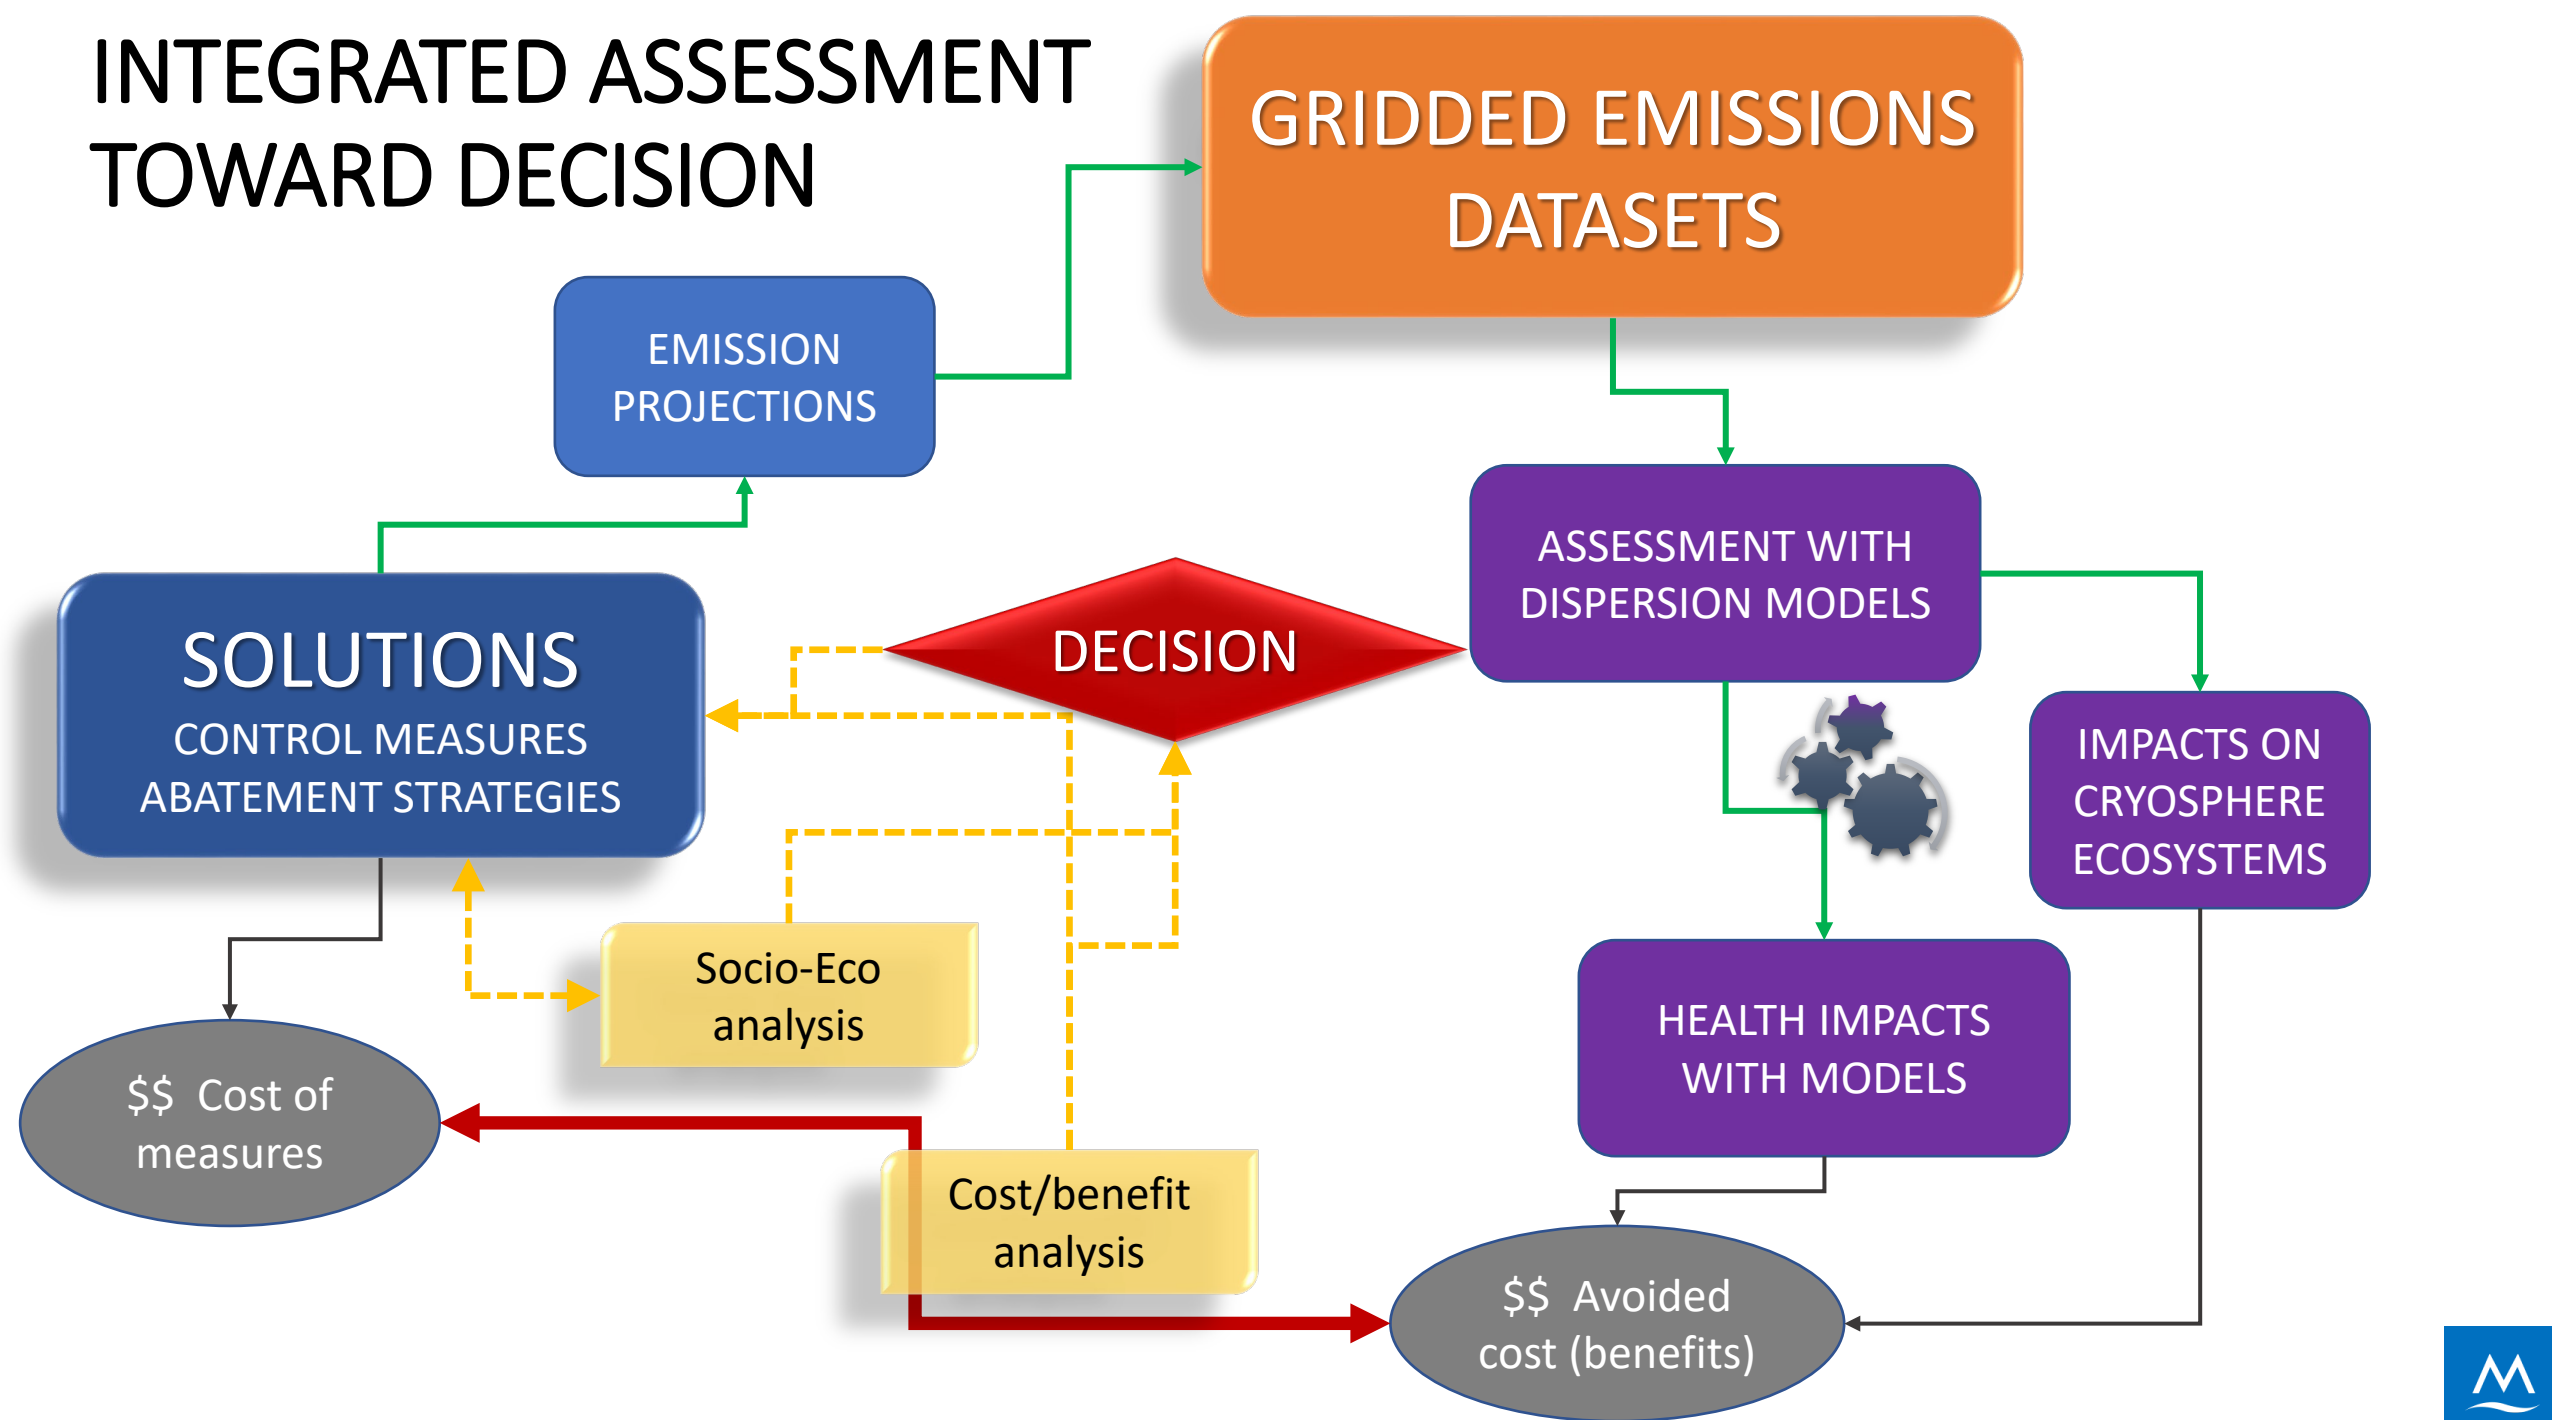 INTEGRATED ASSESSMENT
TOWARD DECISION
GRIDDED EMISSIONS
DATASETS
EMISSION
PROJECTIONS
ASSESSMENT WITH
DISPERSION MODELS
SOLUTIONS
CONTROL MEASURES
ABATEMENT STRATEGIES
DECISION
IMPACTS ON
CRYOSPHERE
ECOSYSTEMS
Socio-Eco
analysis
HEALTH IMPACTS
WITH MODELS
$$ Cost of
measures
Cost/benefit
analysis
$$ Avoided
cost (benefits)